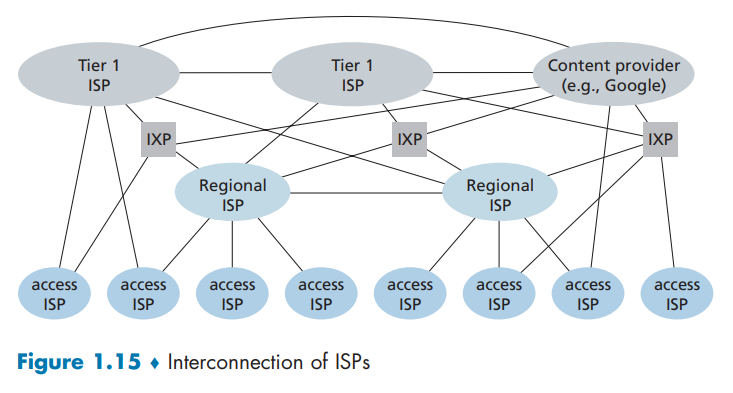 Tier 1
ISP
Tier 1
ISP
Content provider
(e.g., Google)
IXP
IXP
IXP
Regional
ISP
Regional
ISP
access
ISP
access
ISP
access
ISP
access
ISP
access
ISP
access
ISP
access
ISP
access
ISP
Figure 1.15 ♦ Interconnection of ISPs